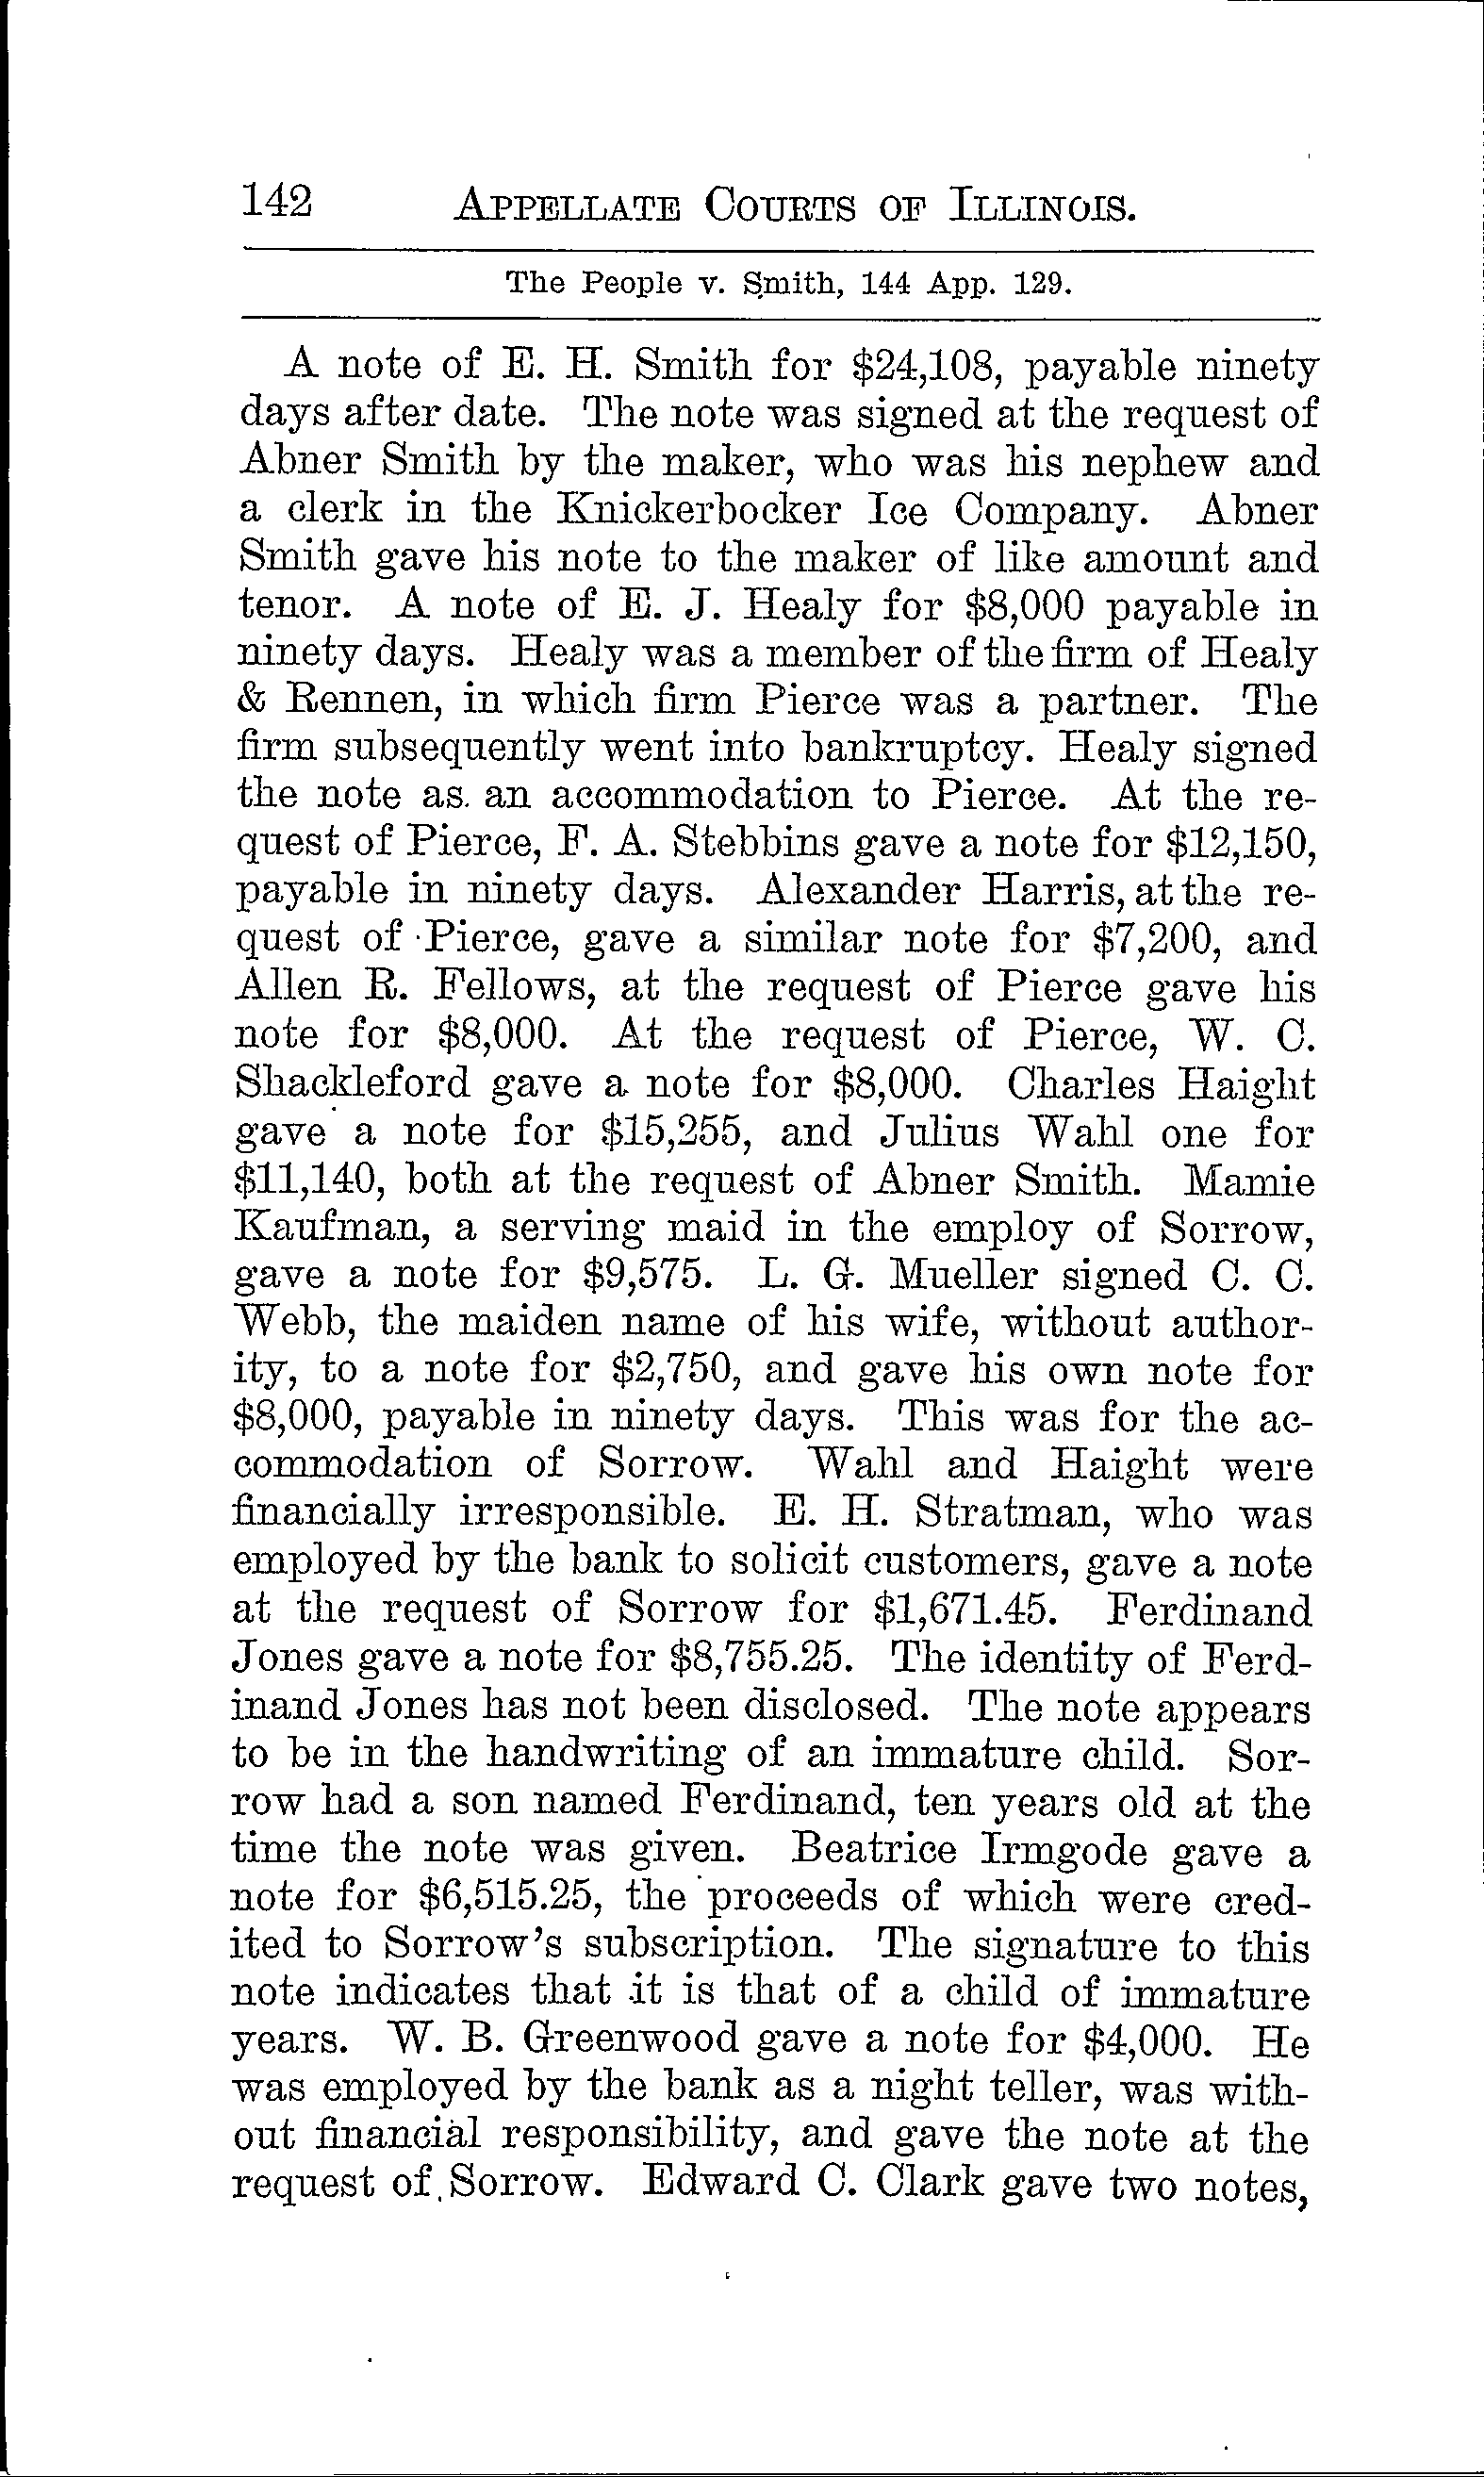 142 APPELLATE COURTS OF ILLINOIS.
The People v. Smith, 144 App. 129.
A note of E. H. Smith for $24,108, payable ninety
days after date. The note was signed at the request of
Abner Smith by the maker, who was his nephew and
a clerk in the Knickerbocker Ice Company. Abner
Smith gave his note to the maker of like amount and
tenor. A note of E. J. Healy for $8,000 payable in
ninety days. Healy was a member of the firm of Healy
& Rennen, in which firm Pierce was a partner. The
firm subsequently went into bankruptcy. Healy signed
the note as an accommodation to Pierce. At the re-
quest of Pierce, F. A. Stebbins gave a note for $12,150,
payable in ninety days. Alexander Harris, at the re-
quest of Pierce, gave a similar note for $7,200, and
Allen R. Fellows, at the request of Pierce gave his
note for $8,000. At the request of Pierce, W. C.
Shackleford gave a note for $8,000. Charles Haight
gave a note for $15,255, and Julius Wahl one for
$11,140, both at the request of Abner Smith. Mamie
Kaufman, a serving maid in the employ of Sorrow,
gave a note for $9,575. L. G. Mueller signed C. C.
Webb, the maiden name of his wife, without author-
ity, to a note for $2,750, and gave his own note for
$8,000, payable in ninety days. This was for the ac-
commodation of Sorrow. Wahl and Haight were
financially irresponsible. E. H. Stratman, who was
employed by the bank to solicit customers, gave a note
at the request of Sorrow for $1,671.45. Ferdinand
Jones gave a note for $8,755.25. The identity of Ferd-
inand Jones has not been disclosed. The note appears
to be in the handwriting of an immature child. Sor-
row had a son named Ferdinand, ten years old at the
time the note was given. Beatrice Irmgode gave a
note for $6,515.25, the proceeds of which were cred-
ited to Sorrow's subscription. The signature to this
note indicates that it is that of a child of immature
years. W. B. Greenwood gave a note for $4,000. He
was employed by the bank as a night teller, was with-
out financial responsibility, and gave the note at the
request of Sorrow. Edward C. Clark gave two notes,